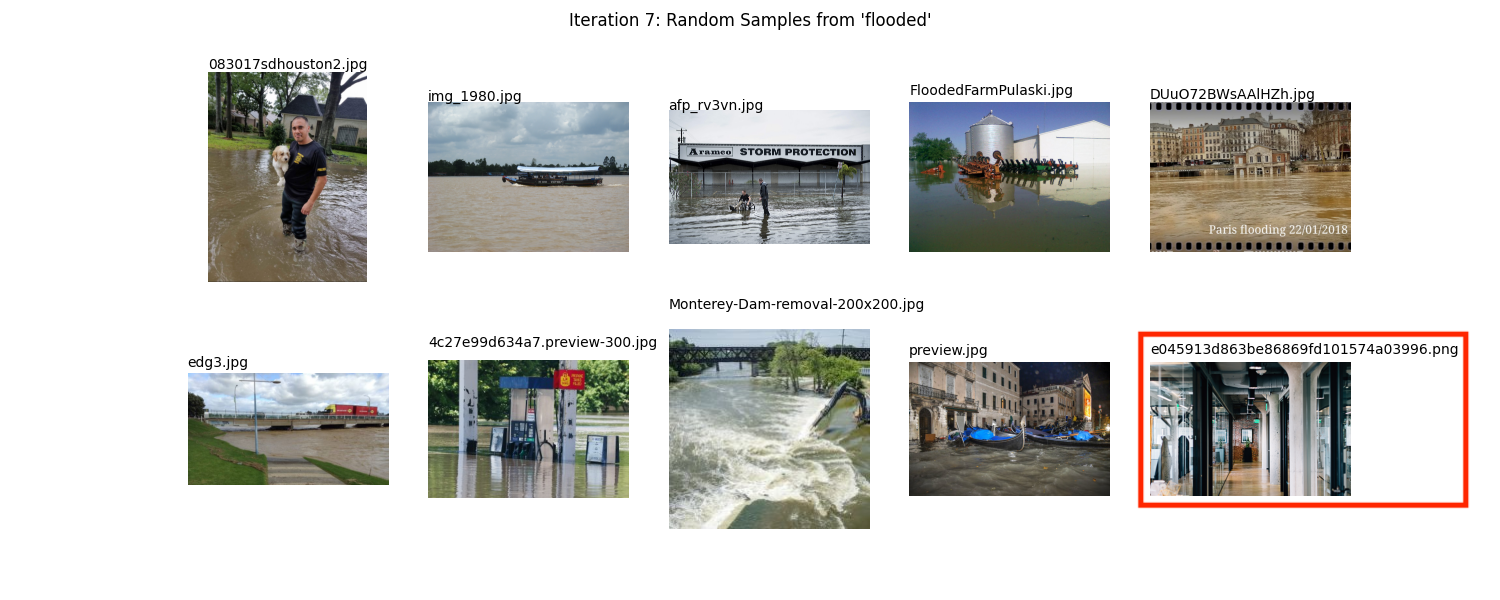 Iteration 7: Random Samples from 'flooded'
083017sdhouston2.jpg
img_1980.jpg
afp_rv3vn.jpg
FloodedFarmPulaski.jpg
DUuO72BWsAAlHZh.jpg
Aramco STORM PROTECTION
Paris flooding 22/01/2018
edg3.jpg
4c27e99d634a7.preview-300.jpg
Monterey-Dam-removal-200x200.jpg
preview.jpg
e045913d863be86869fd101574a03996.png